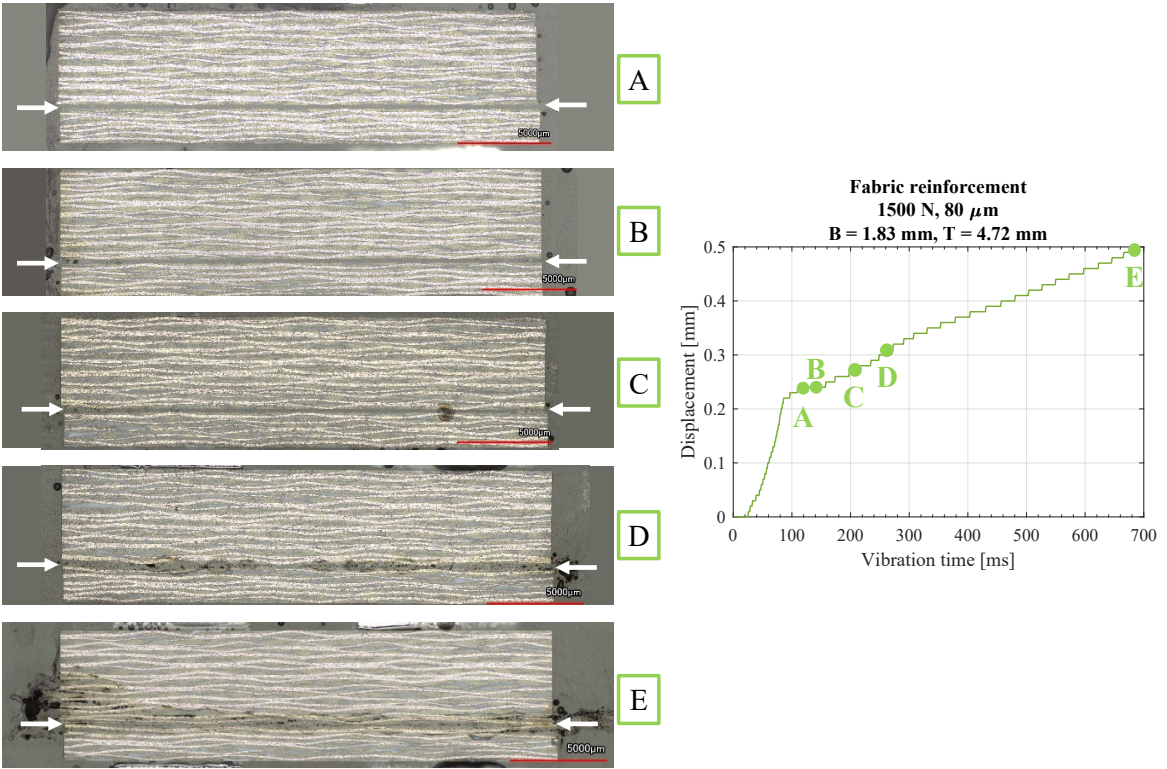 A
5000μm
B
5000μm
C
5000μm
D
5000μm
E
5000μm
Fabric reinforcement
1500 N, 80 μm
B = 1.83 mm, T = 4.72 mm
Displacement [mm]
0.5
0.4
0.3
0.2
0.1
0
A
B
C
D
E
0 100 200 300 400 500 600 700
Vibration time [ms]